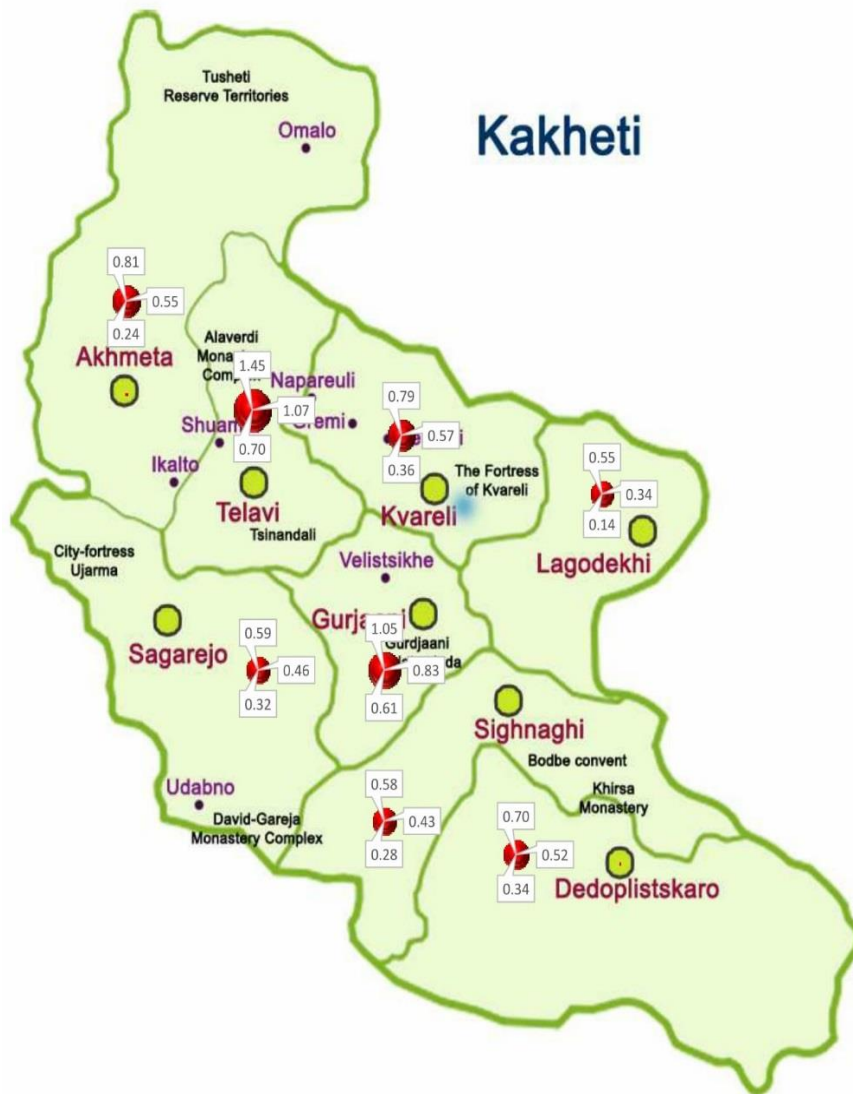 Tusheti
Reserve Territories
Kakheti
Omalo
0.81
0.55
0.24
Akhmeta
Alaverdi
Monas
Comp
1.45
1.07
0.70
Napareuli
Gremi
Shuam
Ikalto
Telavi
Tsinandali
0.79
0.57
0.36
The Fortress
of Kvareli
Kvareli
0.55
0.34
0.14
Lagodekhi
City-fortress
Ujarma
Velistsikhe
Gurjaani
1.05
Gurdjaani
0.83
0.61
Sagarejo
0.59
0.46
0.32
Sighnaghi
Bodbe convent
Khirsa
Monastery
Udabno
David-Gareja
Monastery Complex
0.58
0.43
0.28
0.70
0.52
0.34
Dedoplistskaro